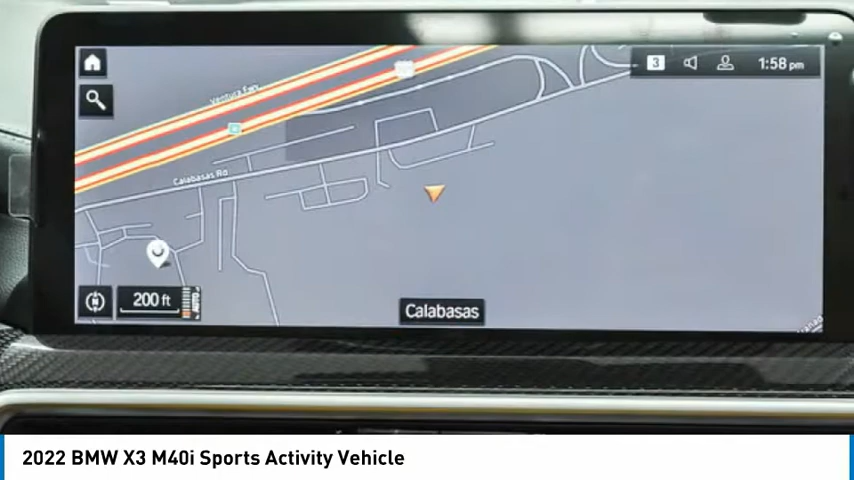 Ventura Fwy
3
1:58 pm
Calabasas Rd
200 ft
Calabasas
2022 BMW X3 M40i Sports Activity Vehicle